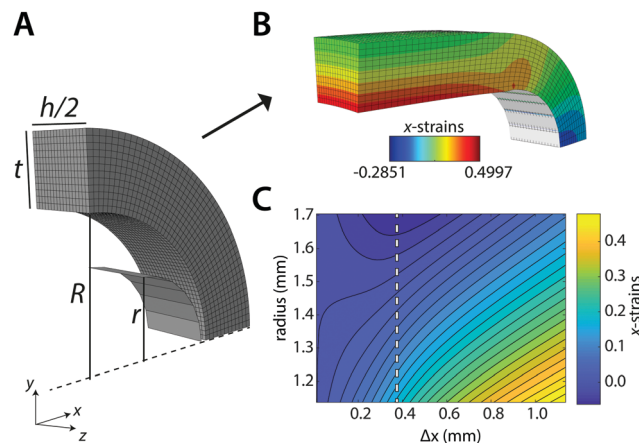 A
h/2
t
R
r
y
x
z
B
x-strains
-0.2851
0.4997
C
1.7
1.6
1.5
1.4
1.3
1.2
radius (mm)
0.2
0.4
0.6
0.8
1.0
Δx (mm)
0.4
0.3
0.2
0.1
0.0
x-strains